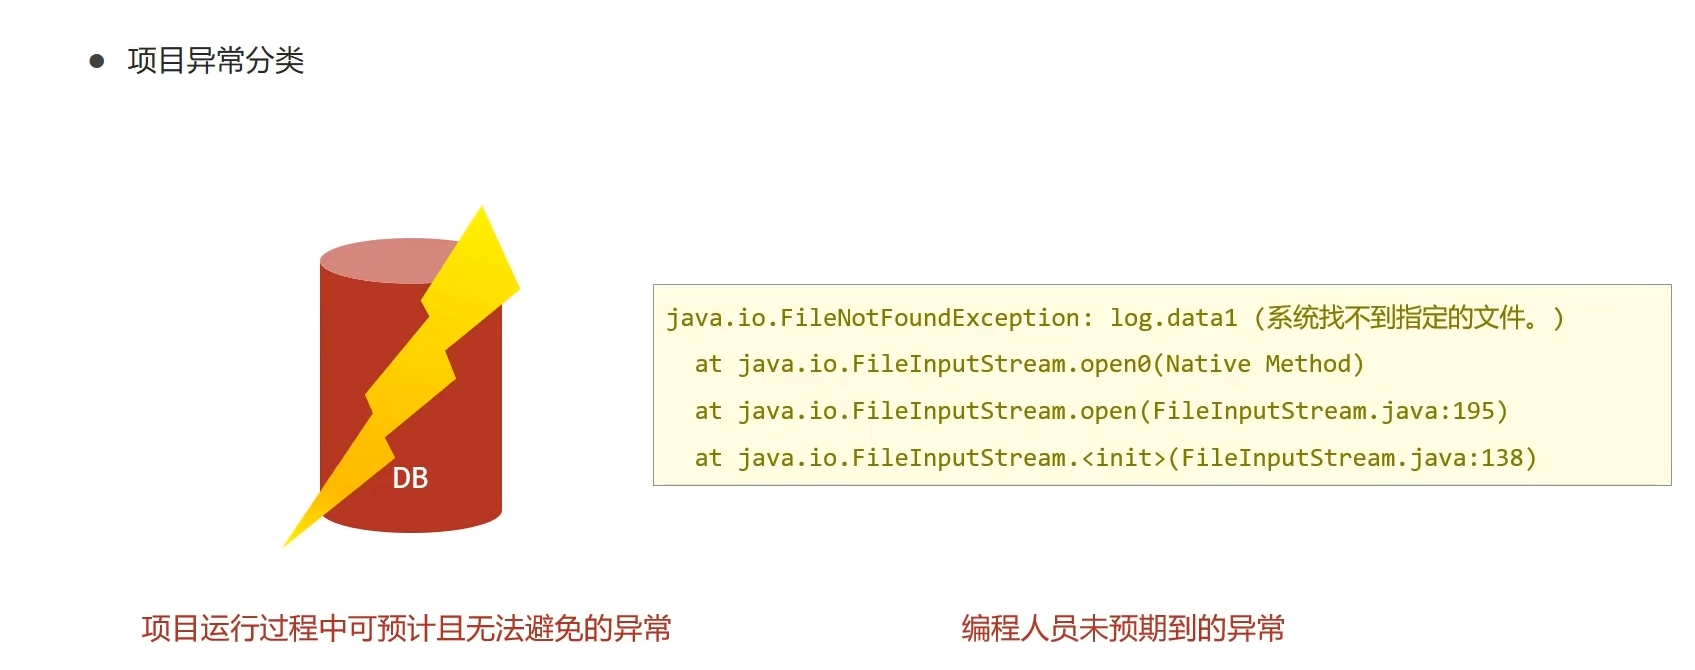 项目异常分类
DB
java.io.FileNotFoundException: log.data1 (系统找不到指定的文件。)
at java.io.FileInputStream.open0(Native Method)
at java.io.FileInputStream.open(FileInputStream.java:195)
at java.io.FileInputStream.<init>(FileInputStream.java:138)
项目运行过程中可预计且无法避免的异常
编程人员未预期到的异常